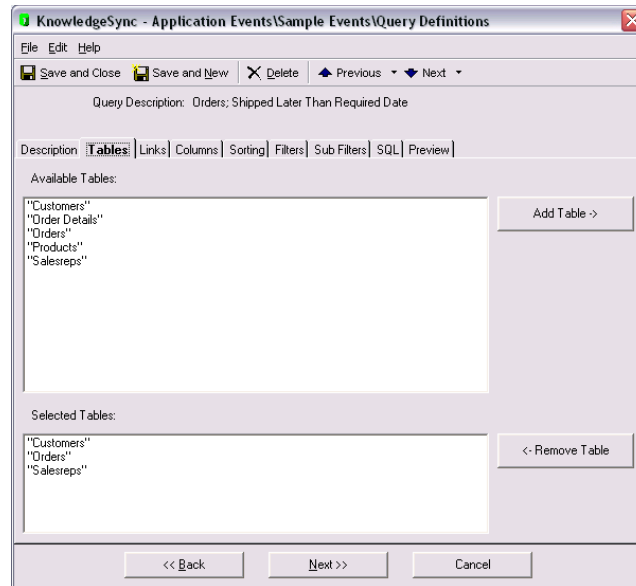 KnowledgeSync - Application Events\Sample Events\Query Definitions
File Edit Help
Save and Close Save and New Delete Previous Next
Query Description: Orders; Shipped Later Than Required Date
Description Tables Links Columns Sorting Filters Sub Filters SQL Preview
Available Tables:
"Customers"
"Order Details"
"Orders"
"Products"
"Salesreps"
Add Table ->
Selected Tables:
"Customers"
"Orders"
"Salesreps"
<- Remove Table
<< Back Next >> Cancel